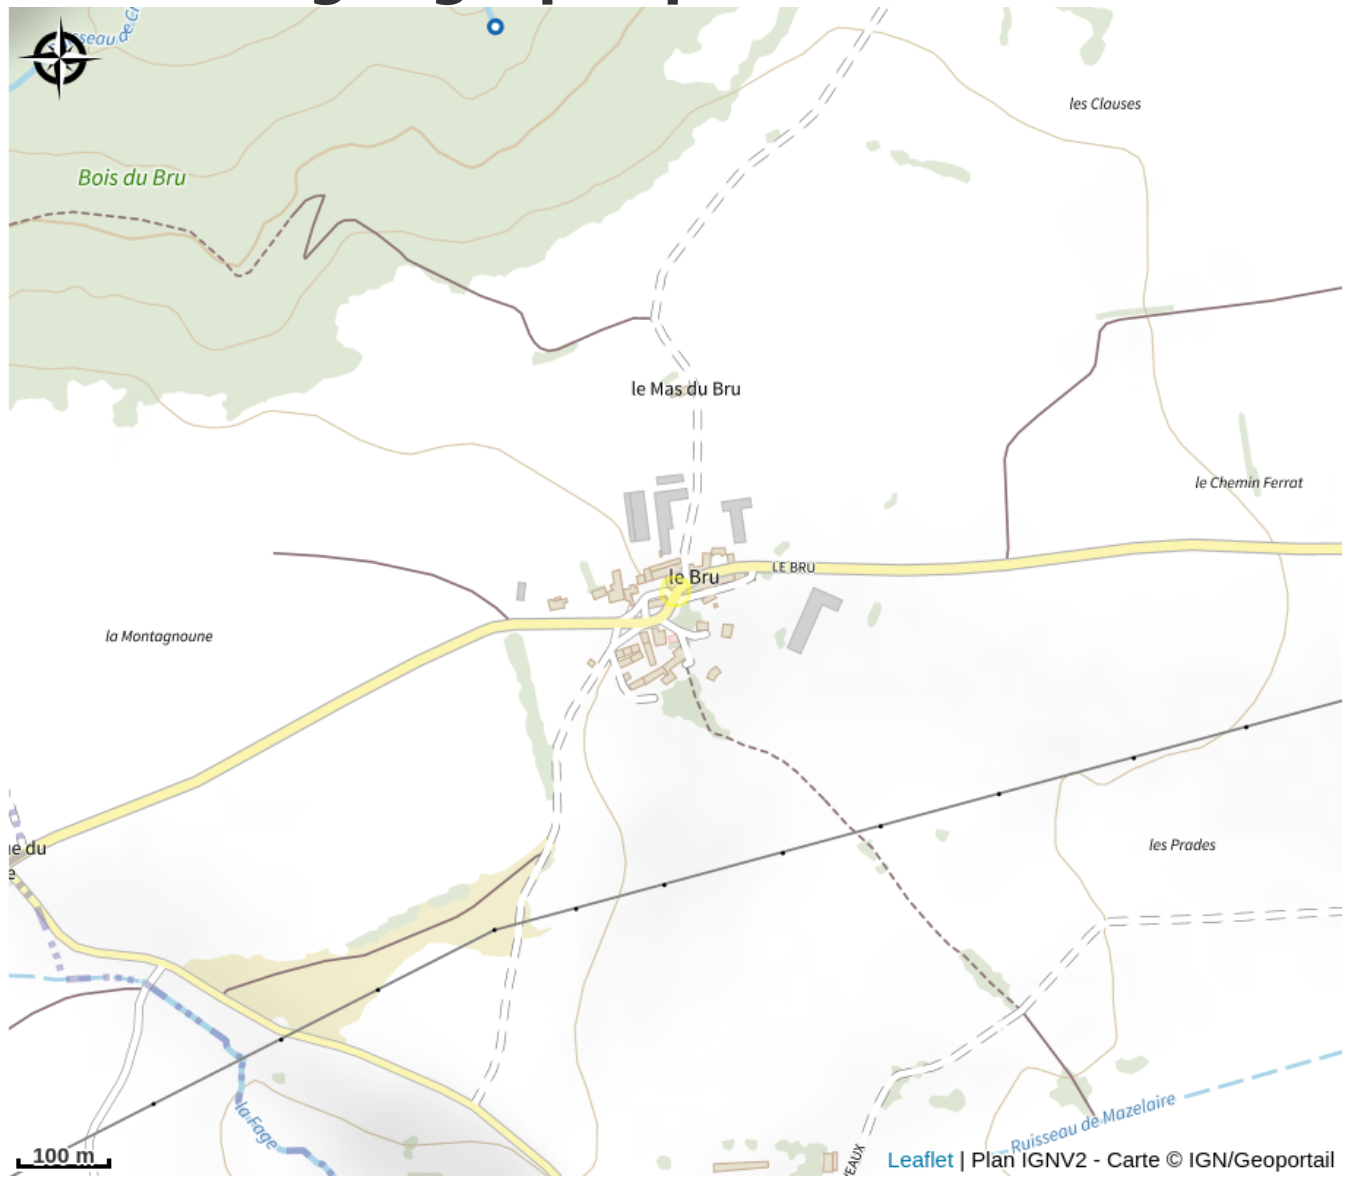 les Clauses
Bois du Bru
le Mas du Bru
le Chemin Ferrat
le Bru
LE BRU
la Montagnoune
les Prades
la Fage
Ruisseau de Mazelaire
100 m
Leaflet | Plan IGNV2 - Carte © IGN/Geoportail